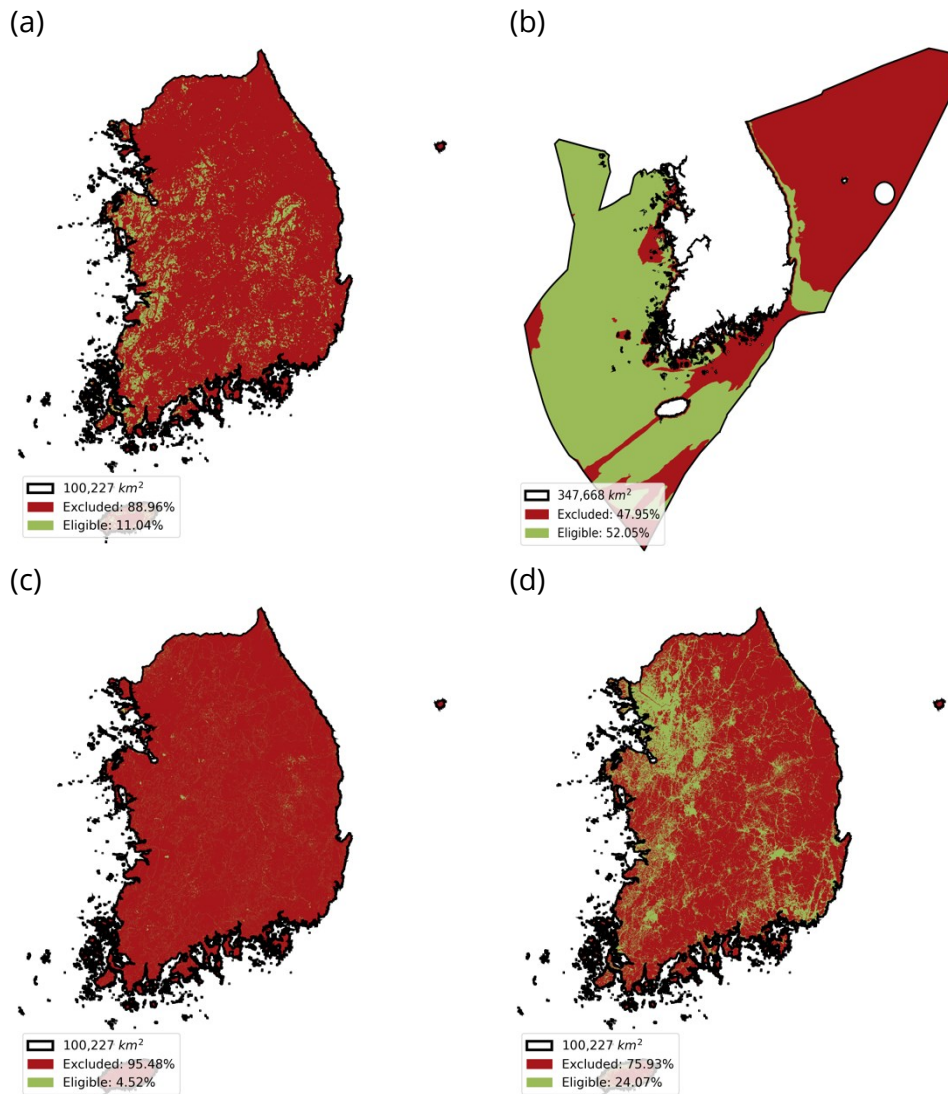 (a)
(b)
100,227 km²
Excluded: 88.96%
Eligible: 11.04%
347,668 km²
Excluded: 47.95%
Eligible: 52.05%
(c)
(d)
100,227 km²
Excluded: 95.48%
Eligible: 4.52%
100,227 km²
Excluded: 75.93%
Eligible: 24.07%